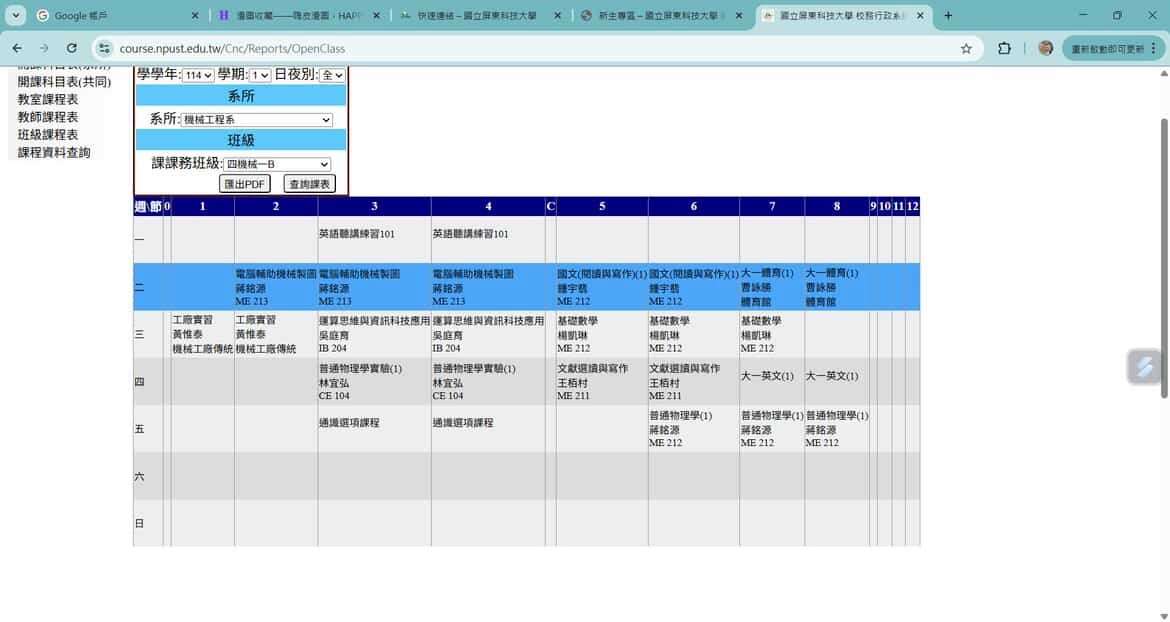 Google 帳戶
漫畫收藏——嗨皮漫畫，HAPP
快速連結 – 國立屏東科技大學
新生專區 – 國立屏東科技大學
國立屏東科技大學 校務行政系
course.npust.edu.tw/Cnc/Reports/OpenClass
重新啟動即可更新
開課科目表(共同)
教室課程表
教師課程表
班級課程表
課程資料查詢
學學年: 114 學期: 1 日夜別: 全
系所
系所: 機械工程系
班級
課課務班級: 四機械一B
匯出PDF 查詢課表
週\節 0 1 2 3 4 C 5 6 7 8 9 10 11 12
一
英語聽講練習101 英語聽講練習101
二
電腦輔助機械製圖 電腦輔助機械製圖 電腦輔助機械製圖 國文(閱讀與寫作)(1) 國文(閱讀與寫作)(1) 大一體育(1) 大一體育(1)
蔣銘源 蔣銘源 蔣銘源 鍾宇翡 鍾宇翡 曹詠勝 曹詠勝
ME 213 ME 213 ME 213 ME 212 ME 212 體育館 體育館
三
工廠實習 工廠實習 運算思維與資訊科技應用 運算思維與資訊科技應用 基礎數學 基礎數學 基礎數學
黃惟泰 黃惟泰 吳庭育 吳庭育 楊凱琳 楊凱琳 楊凱琳
機械工廠傳統 機械工廠傳統 IB 204 IB 204 ME 212 ME 212 ME 212
四
普通物理學實驗(1) 普通物理學實驗(1) 文獻選讀與寫作 文獻選讀與寫作 大一英文(1) 大一英文(1)
林宜弘 林宜弘 王栢村 王栢村
CE 104 CE 104 ME 211 ME 211
五
通識選項課程 通識選項課程 普通物理學(1) 普通物理學(1) 普通物理學(1)
蔣銘源 蔣銘源 蔣銘源
ME 212 ME 212 ME 212
六
日